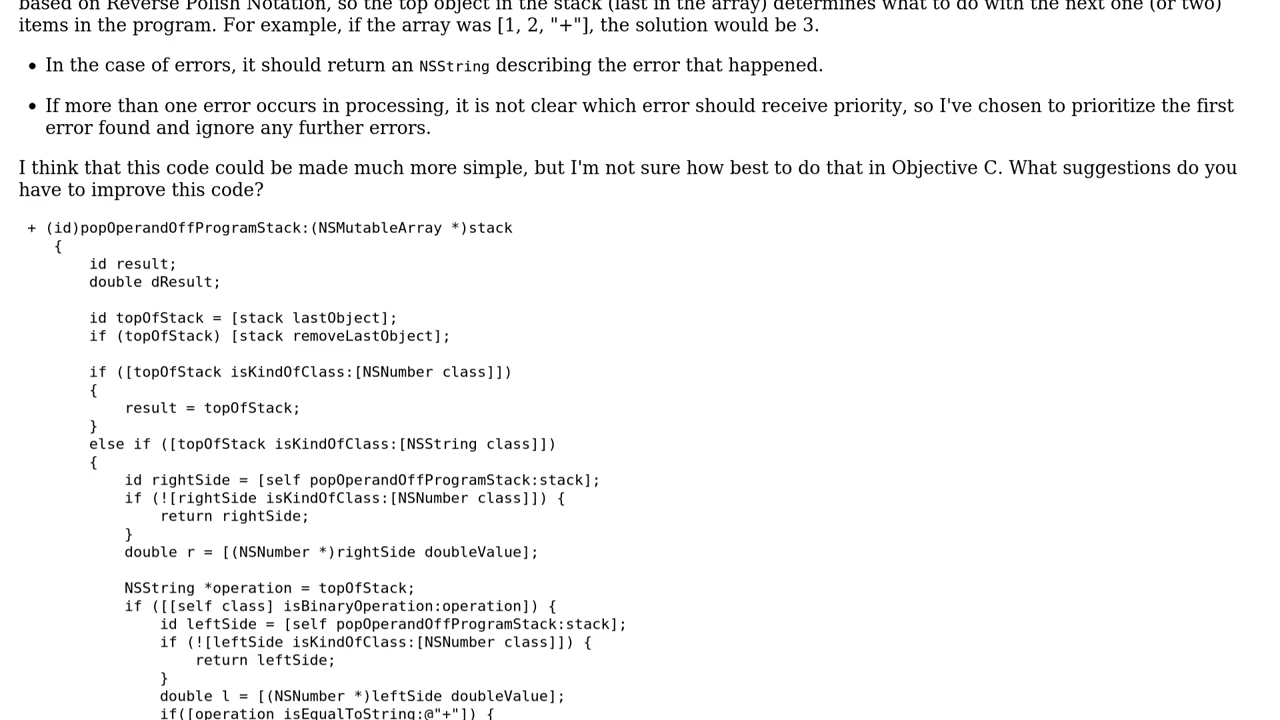 based on Reverse Polish Notation, so the top object in the stack (last in the array) determines what to do with the next one (or two)
items in the program. For example, if the array was [1, 2, "+"], the solution would be 3.
• In the case of errors, it should return an NSString describing the error that happened.
• If more than one error occurs in processing, it is not clear which error should receive priority, so I've chosen to prioritize the first
error found and ignore any further errors.
I think that this code could be made much more simple, but I'm not sure how best to do that in Objective C. What suggestions do you
have to improve this code?
+ (id)popOperandOffProgramStack:(NSMutableArray *)stack
{
id result;
double dResult;
id topOfStack = [stack lastObject];
if (topOfStack) [stack removeLastObject];
if ([topOfStack isKindOfClass:[NSNumber class]])
{
result = topOfStack;
}
else if ([topOfStack isKindOfClass:[NSString class]])
{
id rightSide = [self popOperandOffProgramStack:stack];
if (![rightSide isKindOfClass:[NSNumber class]]) {
return rightSide;
}
double r = [(NSNumber *)rightSide doubleValue];
NSString *operation = topOfStack;
if ([[self class] isBinaryOperation:operation]) {
id leftSide = [self popOperandOffProgramStack:stack];
if (![leftSide isKindOfClass:[NSNumber class]]) {
return leftSide;
}
double l = [(NSNumber *)leftSide doubleValue];
if([operation isEqualToString:@"+"]) {